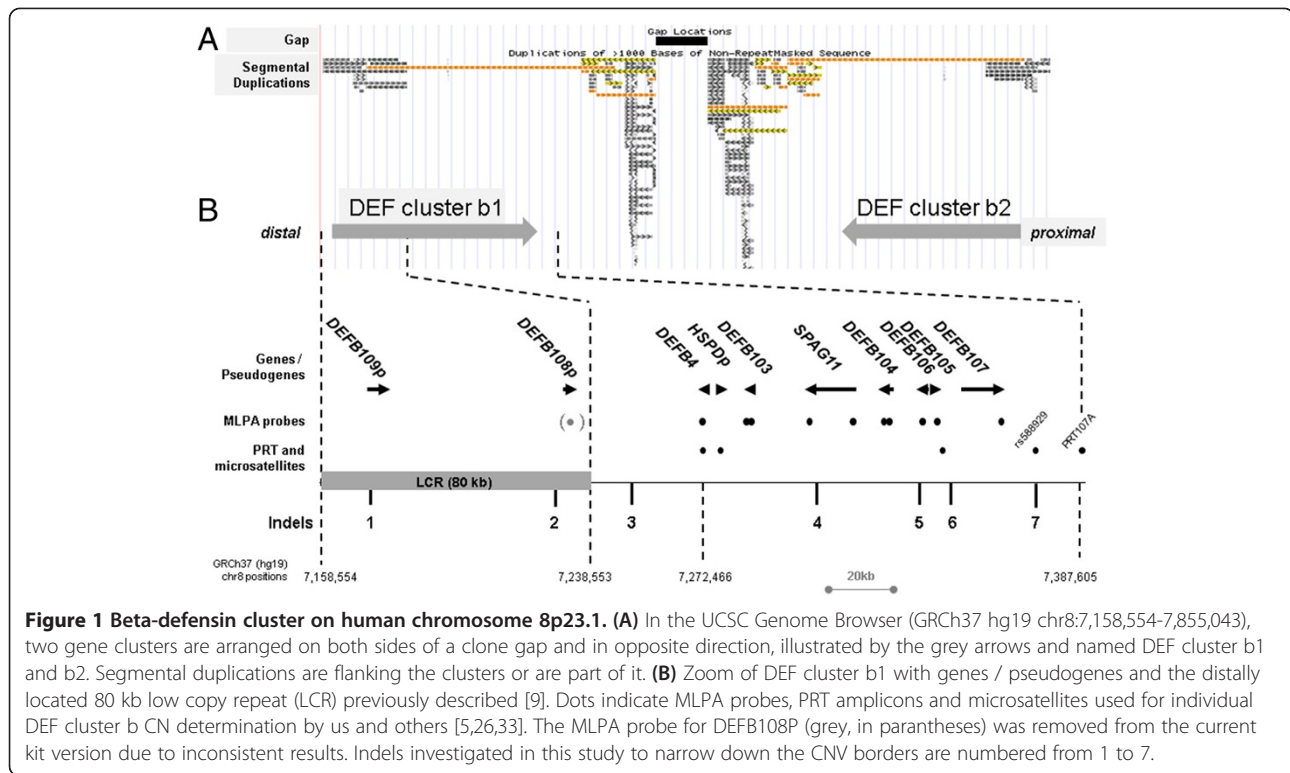 A
Gap
Gap Locations
Duplications of >1000 Bases of Non-RepeatMasked Sequence
Segmental
Duplications
B
distal
DEF cluster b1
DEF cluster b2
proximal
DEFB109p
DEFB108p
DEFB4
HSPDp
DEFB103
SPAG11
DEFB104
DEFB106
DEFB105
DEFB107
Genes /
Pseudogenes
MLPA probes
( )
PRT and
microsatellites
rs588929
PRT107A
LCR (80 kb)
Indels
1 2 3 4 5 6 7
GRCh37 (hg19)
chr8 positions
7,158,554 7,238,553 7,272,466 7,387,605
20kb
Figure 1 Beta-defensin cluster on human chromosome 8p23.1. (A) In the UCSC Genome Browser (GRCh37 hg19 chr8:7,158,554-7,855,043),
two gene clusters are arranged on both sides of a clone gap and in opposite direction, illustrated by the grey arrows and named DEF cluster b1
and b2. Segmental duplications are flanking the clusters or are part of it. (B) Zoom of DEF cluster b1 with genes / pseudogenes and the distally
located 80 kb low copy repeat (LCR) previously described [9]. Dots indicate MLPA probes, PRT amplicons and microsatellites used for individual
DEF cluster b CN determination by us and others [5,26,33]. The MLPA probe for DEFB108P (grey, in parantheses) was removed from the current
kit version due to inconsistent results. Indels investigated in this study to narrow down the CNV borders are numbered from 1 to 7.